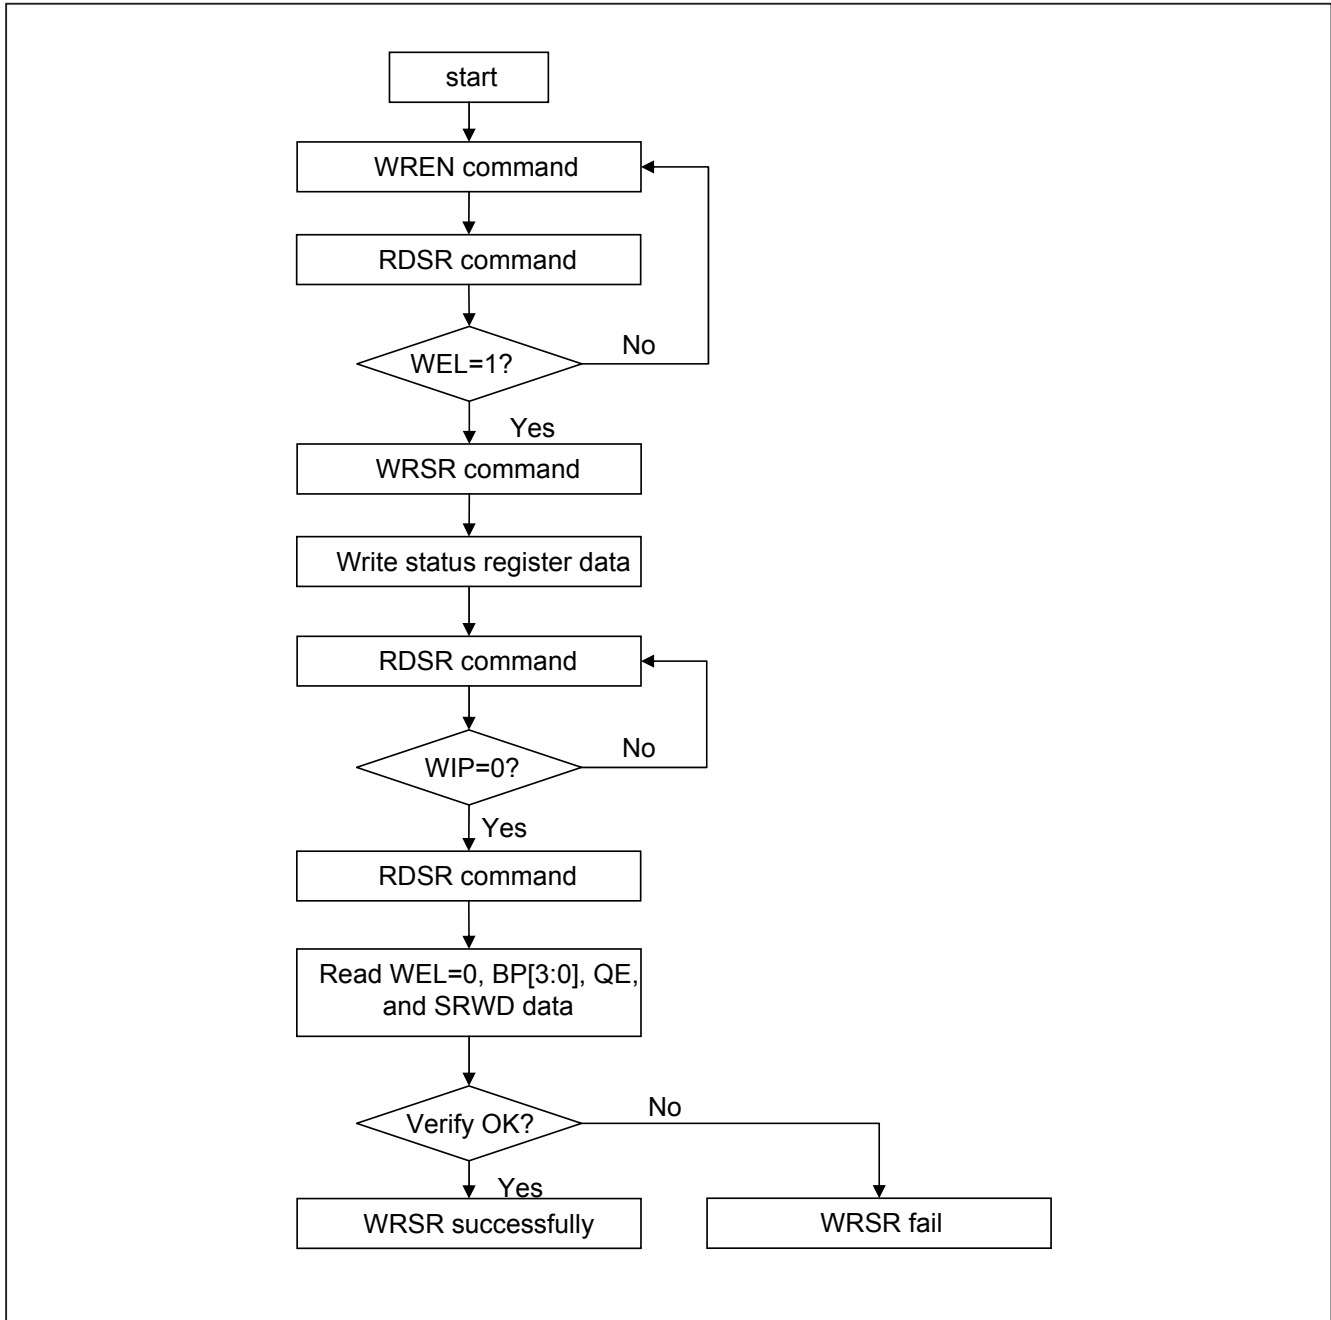 start
WREN command
RDSR command
WEL=1?
No
Yes
WRSR command
Write status register data
RDSR command
WIP=0?
No
Yes
RDSR command
Read WEL=0, BP[3:0], QE,
and SRWD data
Verify OK?
No
Yes
WRSR successfully
WRSR fail